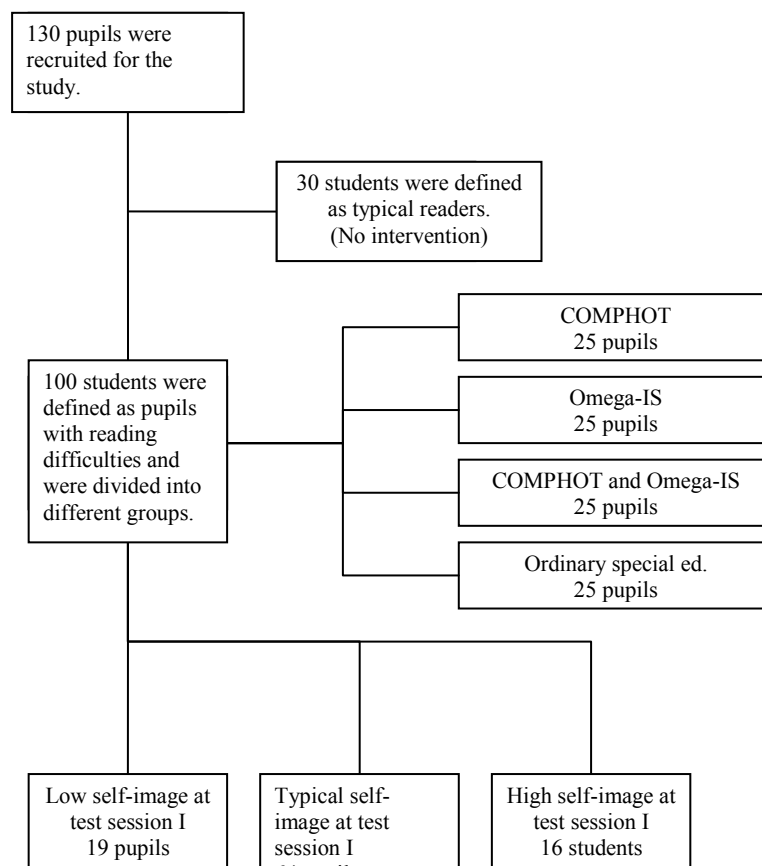 130 pupils were
recruited for the
study.
30 students were defined
as typical readers.
(No intervention)
COMPHOT
25 pupils
Omega-IS
25 pupils
COMPHOT and Omega-IS
25 pupils
Ordinary special ed.
25 pupils
100 students were
defined as pupils
with reading
difficulties and
were divided into
different groups.
Low self-image at
test session I
19 pupils
Typical self-
image at test
session I
High self-image at
test session I
16 students